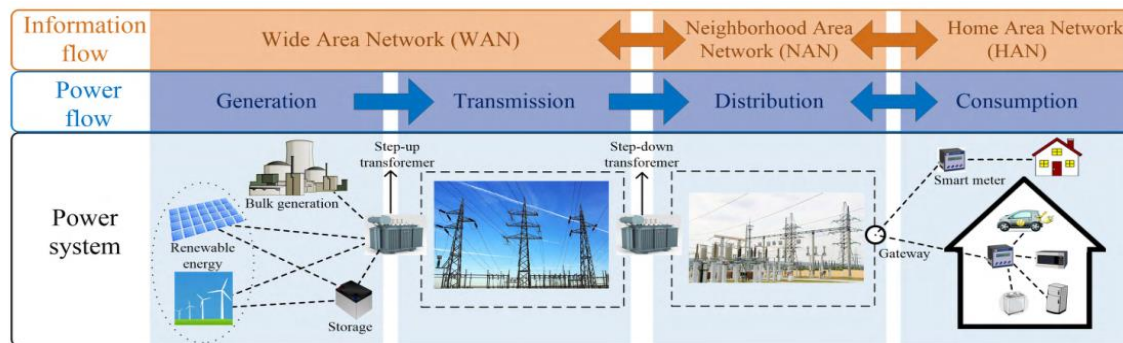 Information
flow
Wide Area Network (WAN)
Neighborhood Area
Network (NAN)
Home Area Network
(HAN)
Power
flow
Generation
Transmission
Distribution
Consumption
Power
system
Bulk generation
Step-up
transforemer
Step-down
transforemer
Smart meter
Renewable
energy
Gateway
Storage